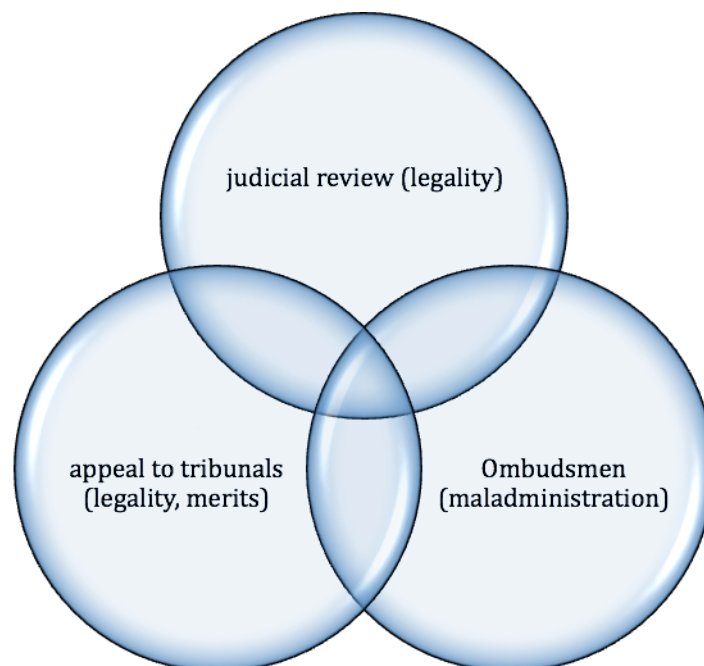 judicial review (legality)
appeal to tribunals
(legality, merits)
Ombudsmen
(maladministration)